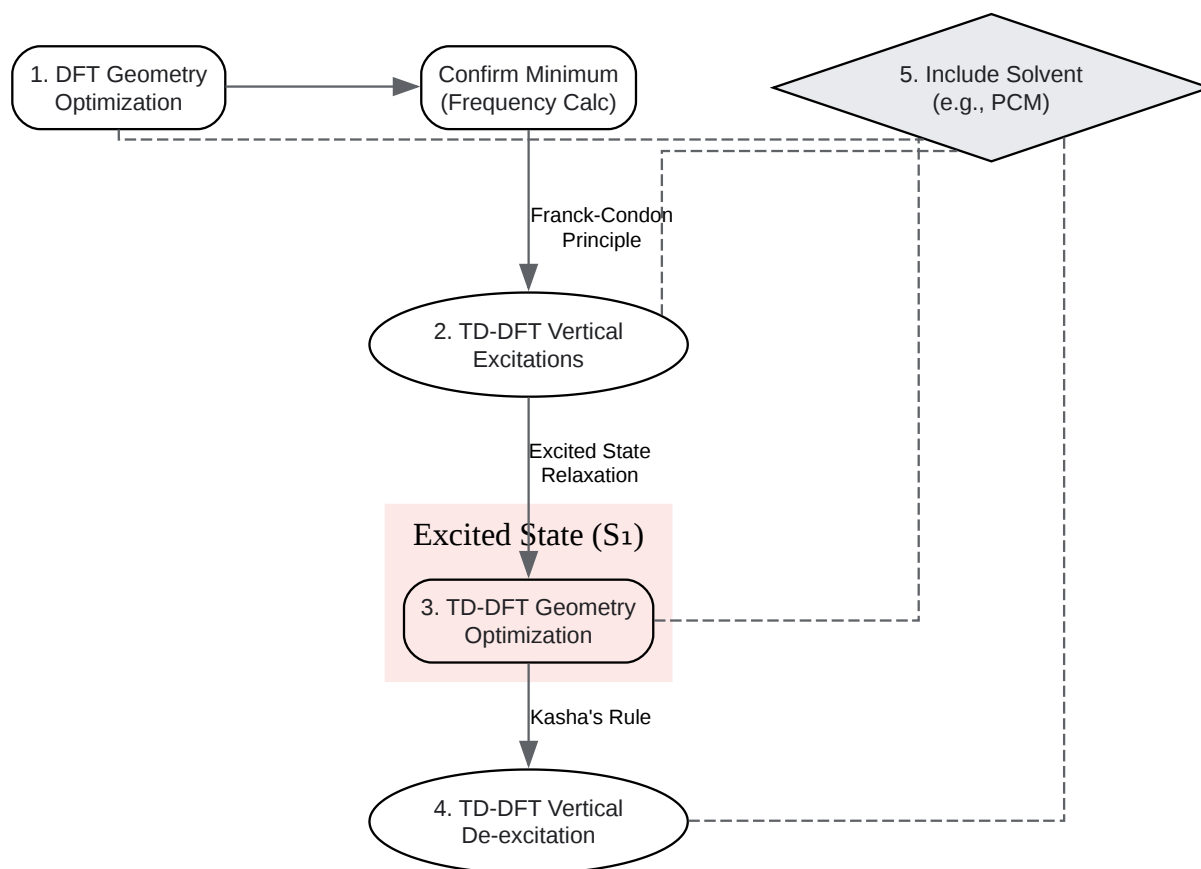 1. DFT Geometry
Optimization
Confirm Minimum
(Frequency Calc)
5. Include Solvent
(e.g., PCM)
Franck-Condon
Principle
2. TD-DFT Vertical
Excitations
Excited State
Relaxation
Excited State (S₁)
3. TD-DFT Geometry
Optimization
Kasha's Rule
4. TD-DFT Vertical
De-excitation